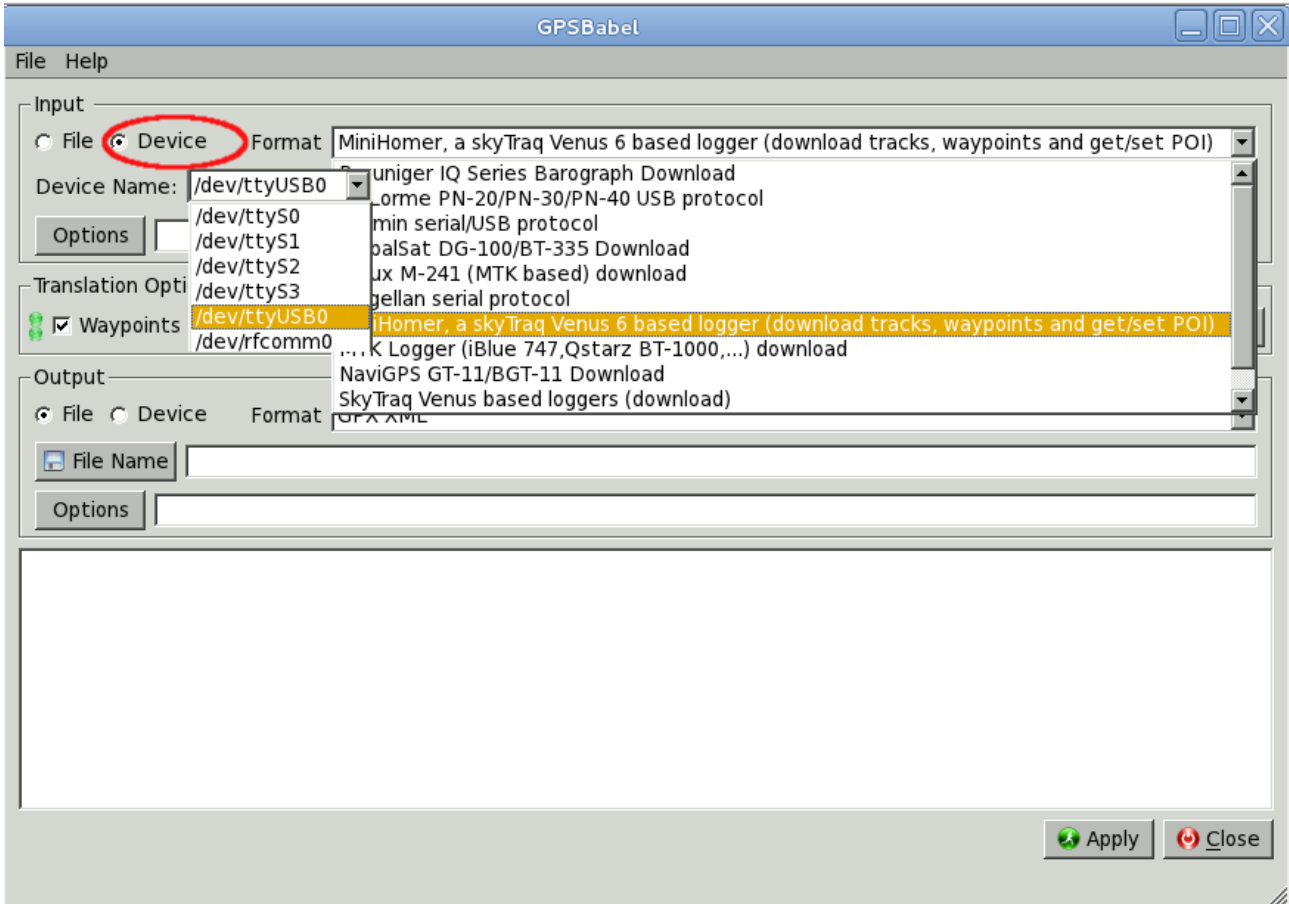 GPSBabel
File Help
Input
File Device Format MiniHomer, a skyTraq Venus 6 based logger (download tracks, waypoints and get/set POI)
IQ Series Barograph Download
PN-20/PN-30/PN-40 USB protocol
serial/USB protocol
DG-100/BT-335 Download
M-241 (MTK based) download
serial protocol
a skyTraq Venus 6 based logger (download tracks, waypoints and get/set POI)
Logger (iBlue 747,Qstarz BT-1000,...) download
NaviGPS GT-11/BGT-11 Download
SkyTraq Venus based loggers (download)
Device Name: /dev/ttyUSB0
/dev/ttyS0
/dev/ttyS1
/dev/ttyS2
/dev/ttyS3
/dev/ttyUSB0
/dev/rfcomm0
Options
Translation
Waypoints
Output
File Device Format GPX XML
File Name
Options
Apply Close